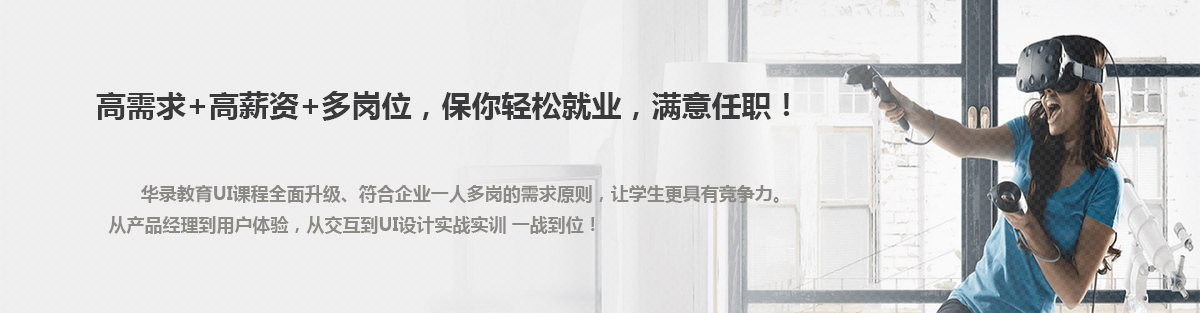 高需求+高薪资+多岗位，保你轻松就业，满意任职！
华录教育UI课程全面升级、符合企业一人多岗的需求原则，让学生更具有竞争力。
从产品经理到用户体验，从交互到UI设计实战实训 一战到位！